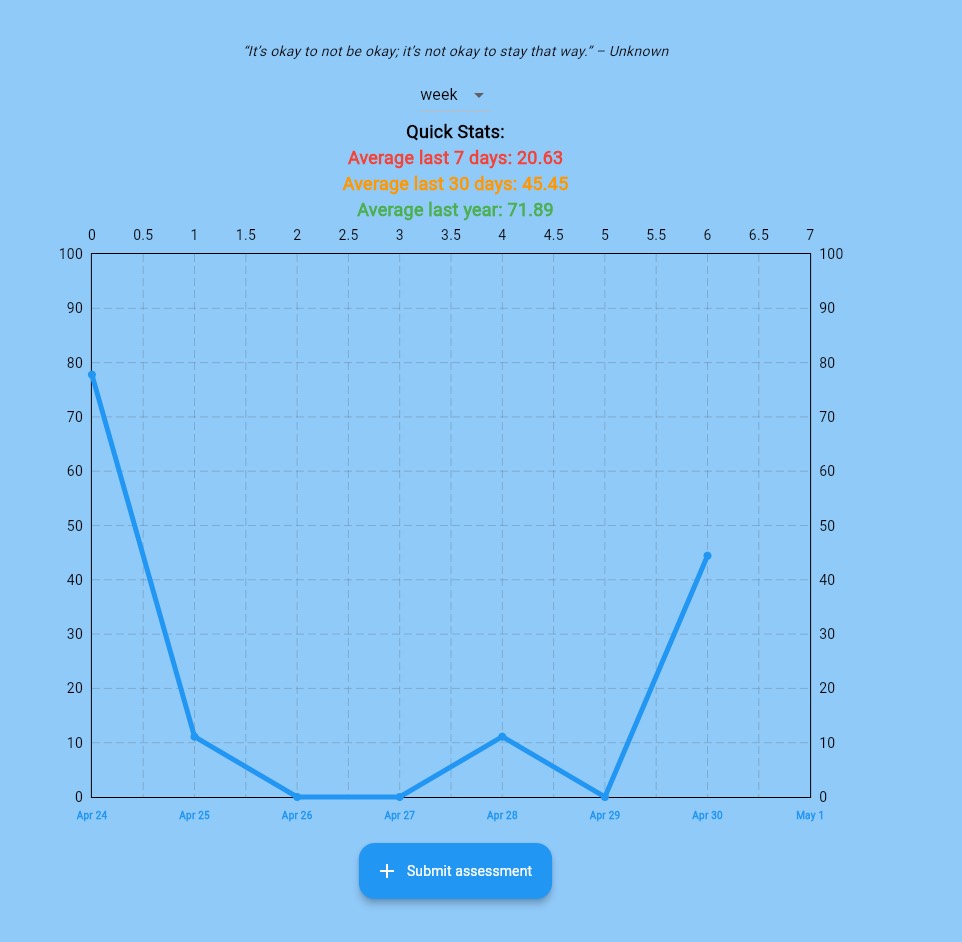 “It’s okay to not be okay; it’s not okay to stay that way.” – Unknown
week
Quick Stats:
Average last 7 days: 20.63
Average last 30 days: 45.45
Average last year: 71.89
0 0.5 1 1.5 2 2.5 3 3.5 4 4.5 5 5.5 6 6.5 7
100 100
90 90
80 80
70 70
60 60
50 50
40 40
30 30
20 20
10 10
0 0
Apr 24 Apr 25 Apr 26 Apr 27 Apr 28 Apr 29 Apr 30 May 1
+ Submit assessment